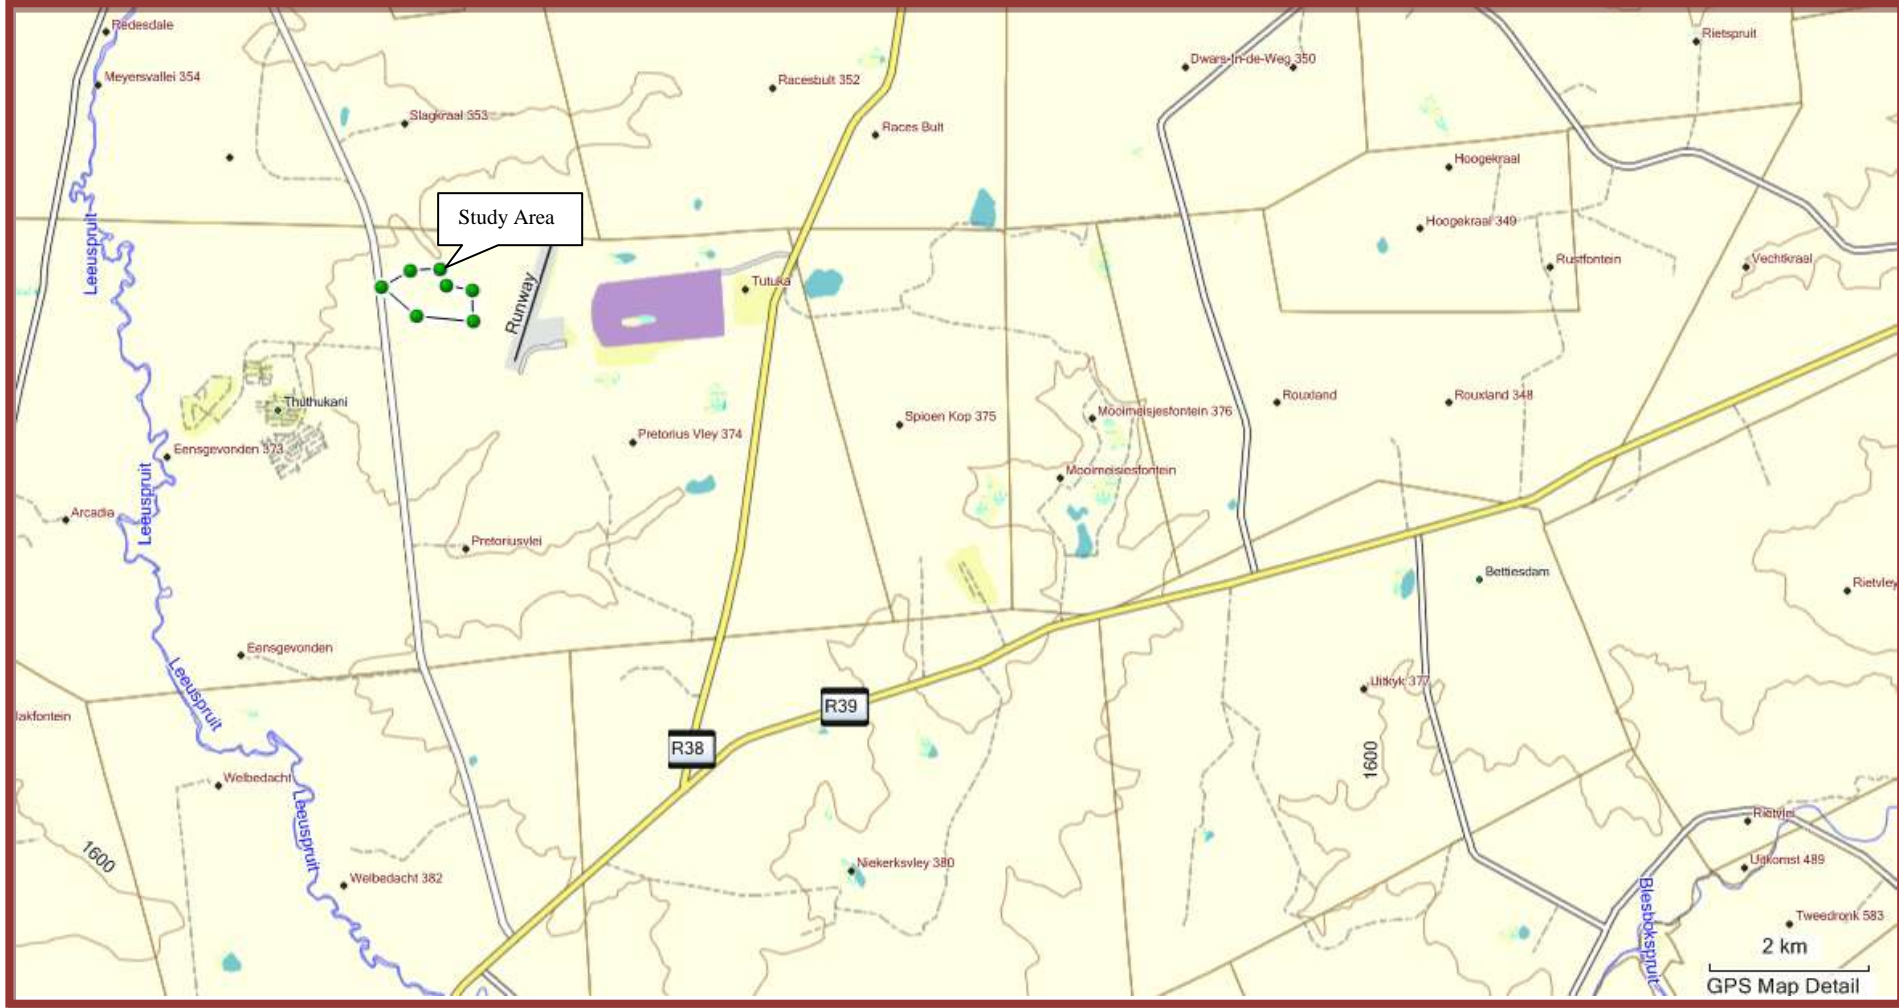 Redesdale
Rietspruit
Dwars-In-de-Weg 350
Meyersvallei 354
Racesbult 352
Slagkraal 353
Races Bult
Hoogekraal
Study Area
Leeuspruit
Hoogekraal 349
Rustfontein
Vechtkraal
Tutuka
Runway
Thuthukani
Rouxland
Rouxland 348
Mooimeisjesfontein 376
Spioen Kop 375
Pretorius Vley 374
Eensgevonden 373
Mooimeisiesfontein
Leeuspruit
Arcadia
Pretoriusvlei
Bettiesdam
Rietvley
Eensgevonden
Leeuspruit
Uitkyk 377
lakfontein
R39
R38
1600
Welbedacht
Leeuspruit
Rietvlei
1600
Niekerksvley 380
Uitkomst 489
Welbedacht 382
Blesbokspruit
Tweedronk 583
2 km
GPS Map Detail